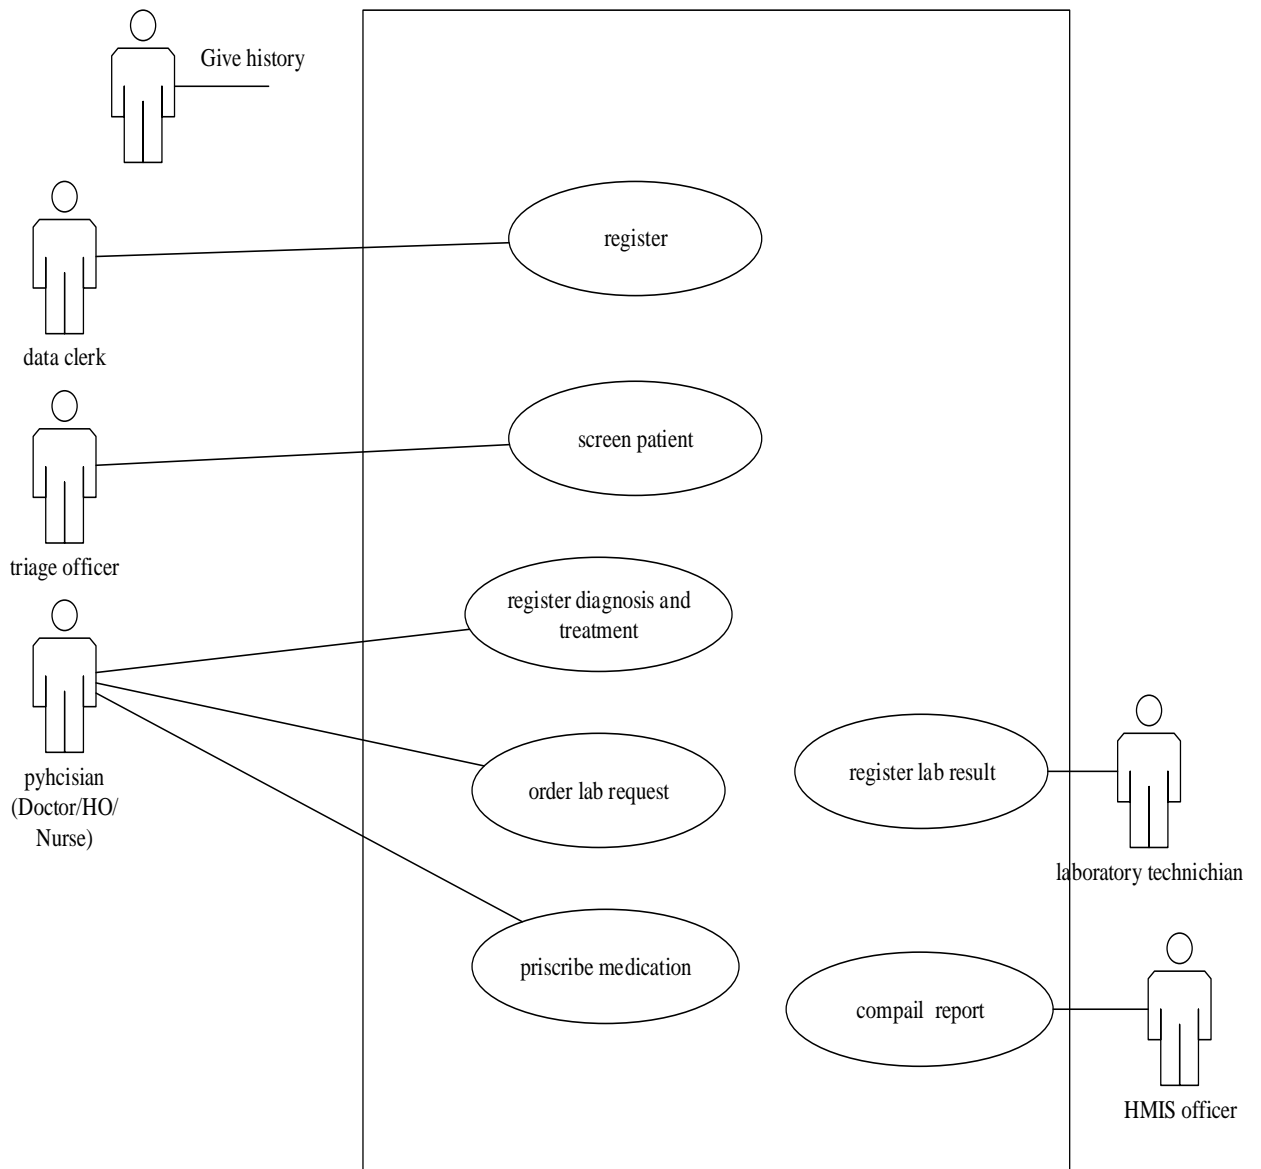 Give history
register
data clerk
screen patient
triage officer
register diagnosis and
treatment
pyhcisian
(Doctor/HO/
Nurse)
order lab request
register lab result
laboratory technichian
priscribe medication
compail  report
HMIS officer